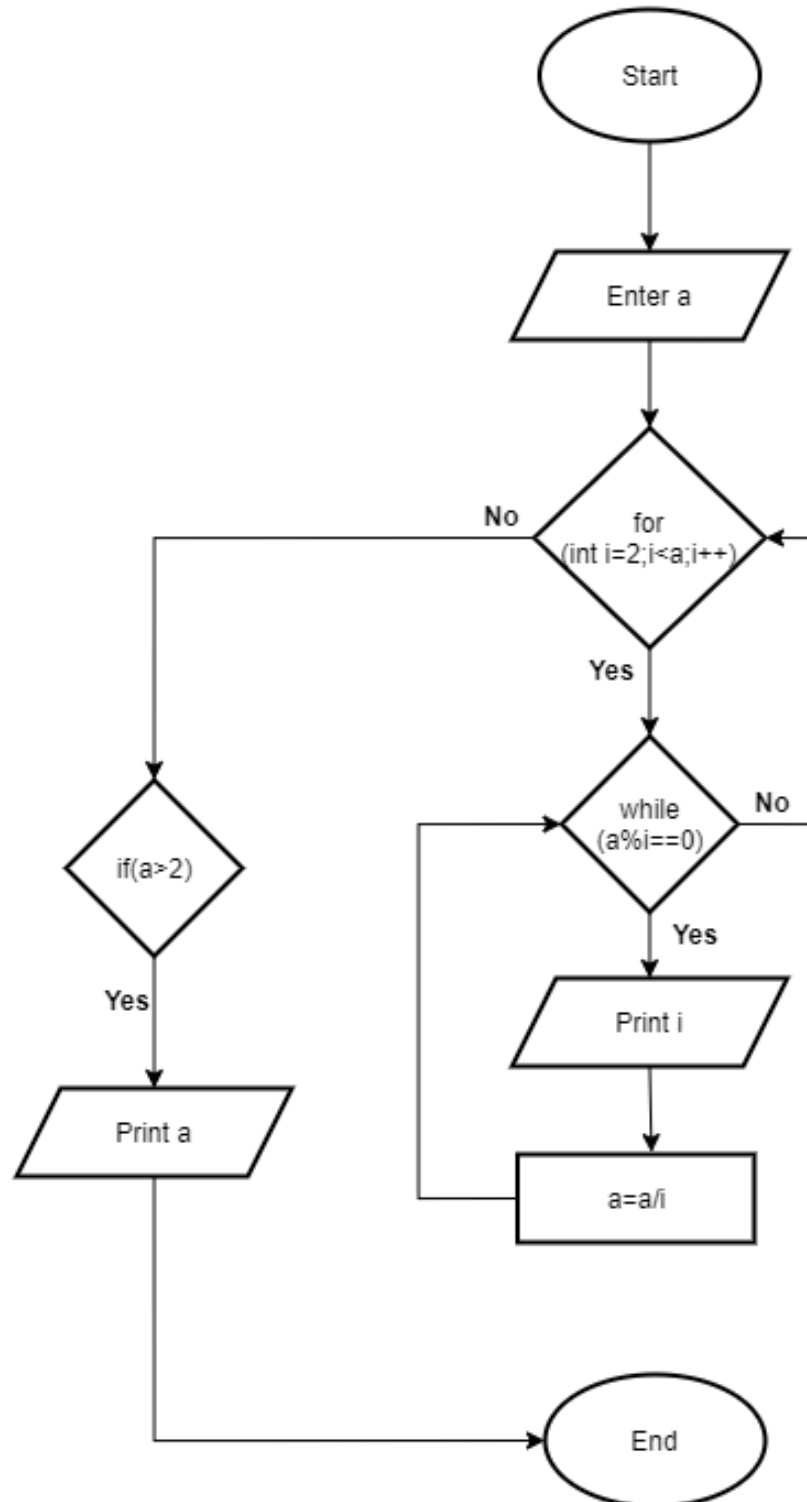 Start
Enter a
for
(int i=2;i<a;i++)
No
Yes
while
(a%i==0)
No
Yes
Print i
a=a/i
if(a>2)
Yes
Print a
End